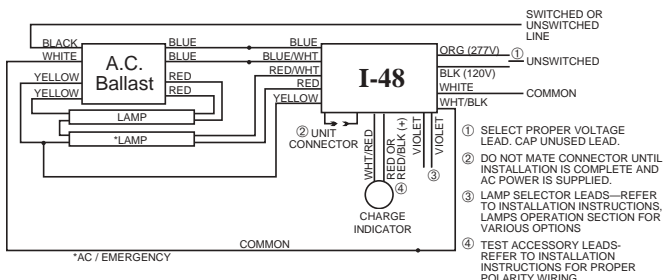 SWITCHED OR
UNSWITCHED
LINE
BLACK
WHITE
YELLOW
YELLOW
A.C.
Ballast
BLUE
BLUE
RED
RED
LAMP
*LAMP
BLUE
BLUE/WHT
RED/WHT
RED
YELLOW
I-48
ORG (277V)
①
UNSWITCHED
BLK (120V)
WHITE
COMMON
WHT/BLK
② UNIT
CONNECTOR
WHT/RED
RED OR
RED/BLK (+)
④
VIOLET
VIOLET
③
CHARGE
INDICATOR
COMMON
*AC / EMERGENCY
① SELECT PROPER VOLTAGE
LEAD. CAP UNUSED LEAD.
② DO NOT MATE CONNECTOR UNTIL
INSTALLATION IS COMPLETE AND
AC POWER IS SUPPLIED.
③ LAMP SELECTOR LEADS—REFER
TO INSTALLATION INSTRUCTIONS,
LAMPS OPERATION SECTION FOR
VARIOUS OPTIONS
④ TEST ACCESSORY LEADS-
REFER TO INSTALLATION
INSTRUCTIONS FOR PROPER
POLARITY WIRING